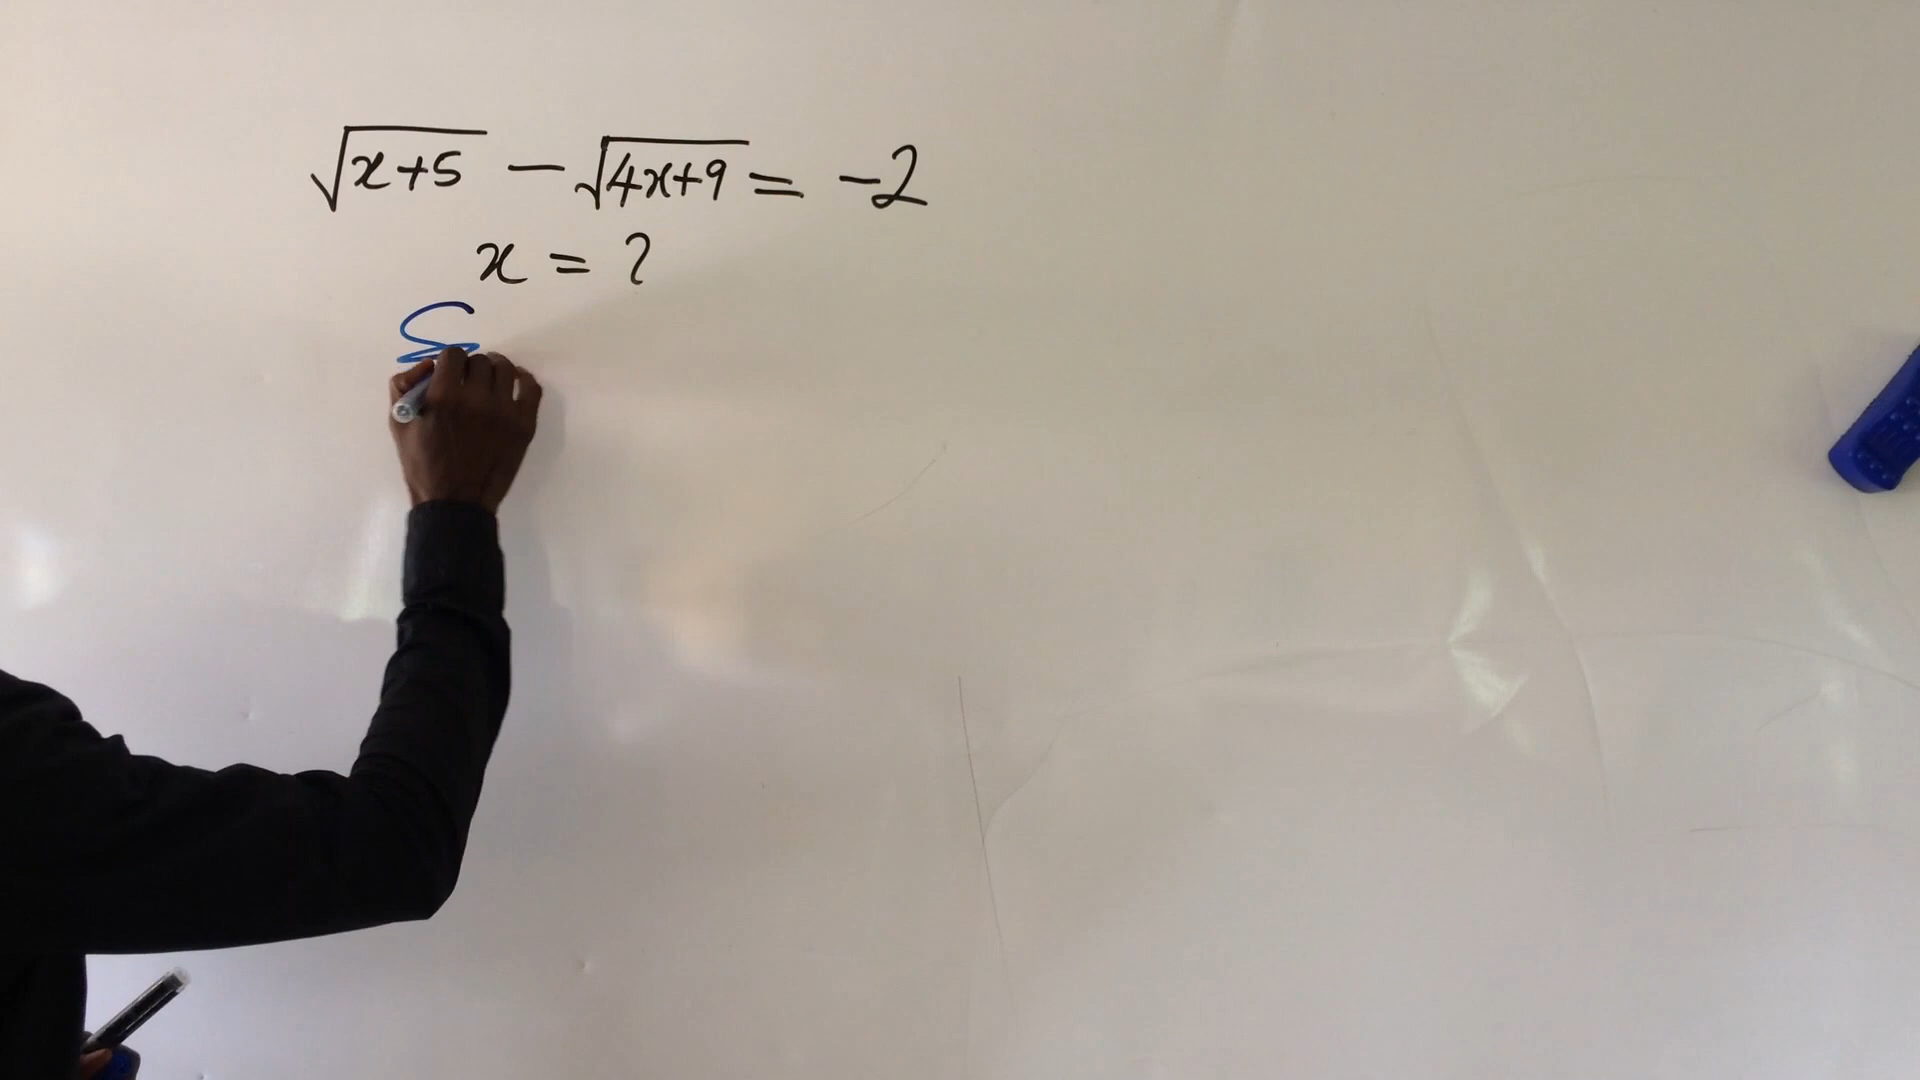 √(x+5) − √(4x+9) = −2
x = ?
S